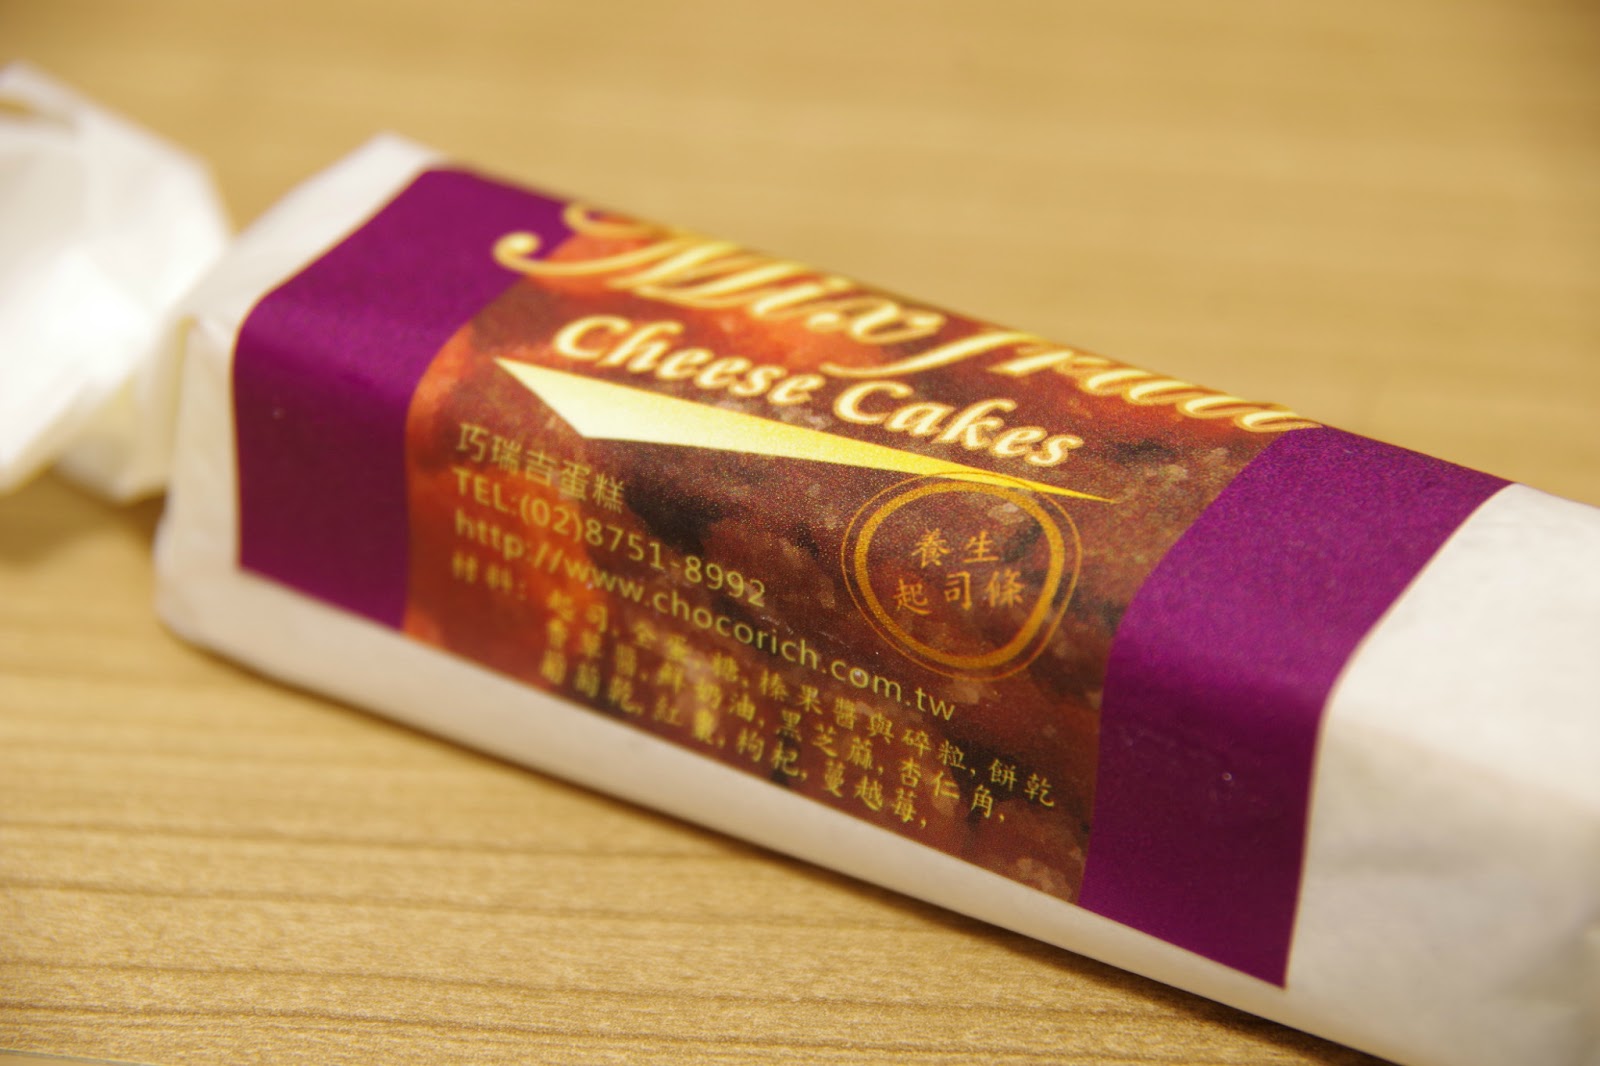 Mixfruit
Cheese Cakes
巧瑞吉蛋糕
TEL:(02)8751-8992
http://www.chocorich.com.tw
養生
起司條
材料: 起司,全蛋,糖,榛果醬與碎粒,餅乾
香草醬,鮮奶油,黑芝蔴,杏仁角,
葡萄乾,紅棗,枸杞,蔓越莓,